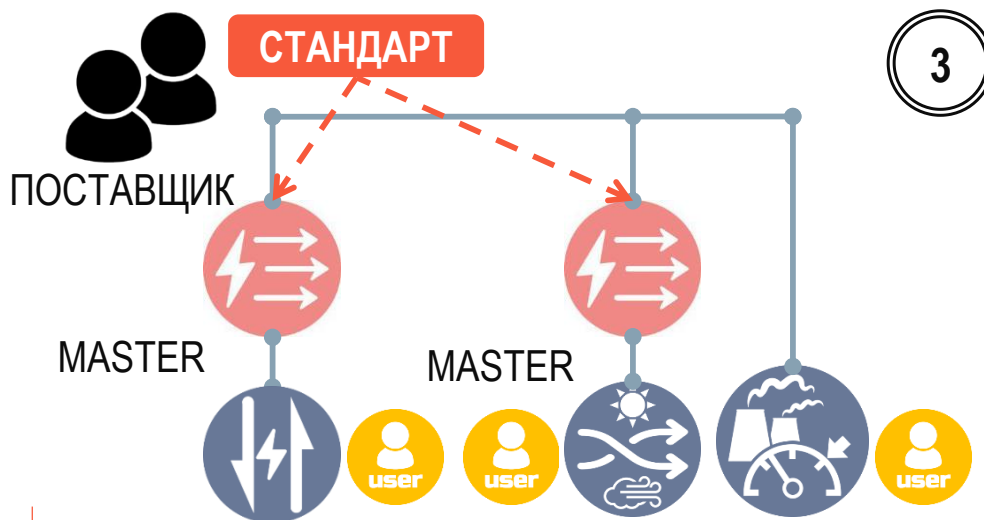 СТАНДАРТ
3
ПОСТАВЩИК
MASTER
MASTER
user
user
user